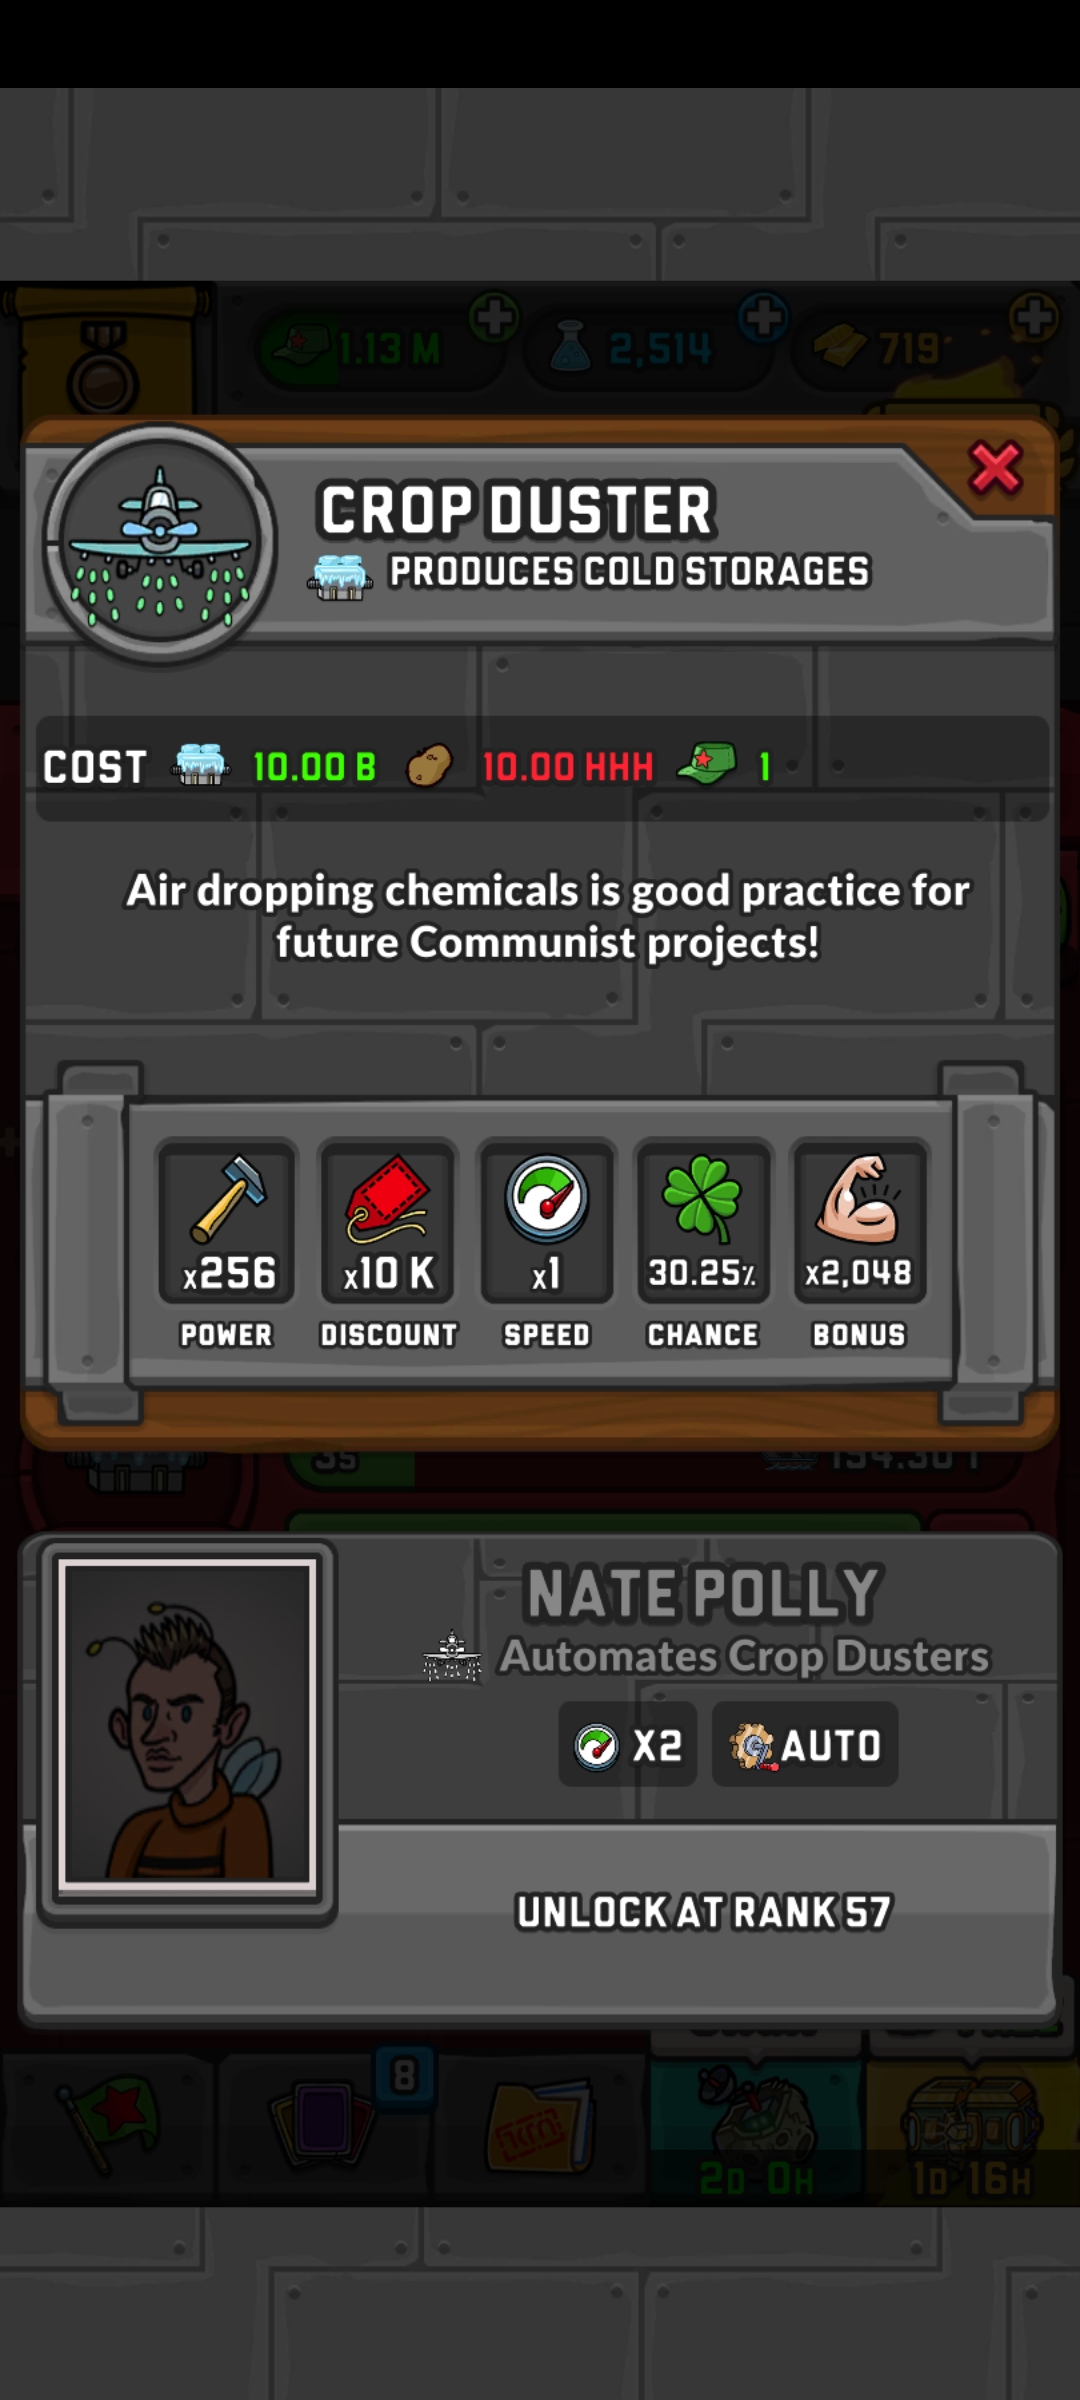 1.13 M
2,514
719
CROP DUSTER
PRODUCES COLD STORAGES
COST 10.00 B 10.00 HHH 1
Air dropping chemicals is good practice for
future Communist projects!
x256 x10 K x1 30.25% x2,048
POWER DISCOUNT SPEED CHANCE BONUS
3S
NATE POLLY
Automates Crop Dusters
X2 AUTO
UNLOCK AT RANK 57
8
2D 0H
1D 16H